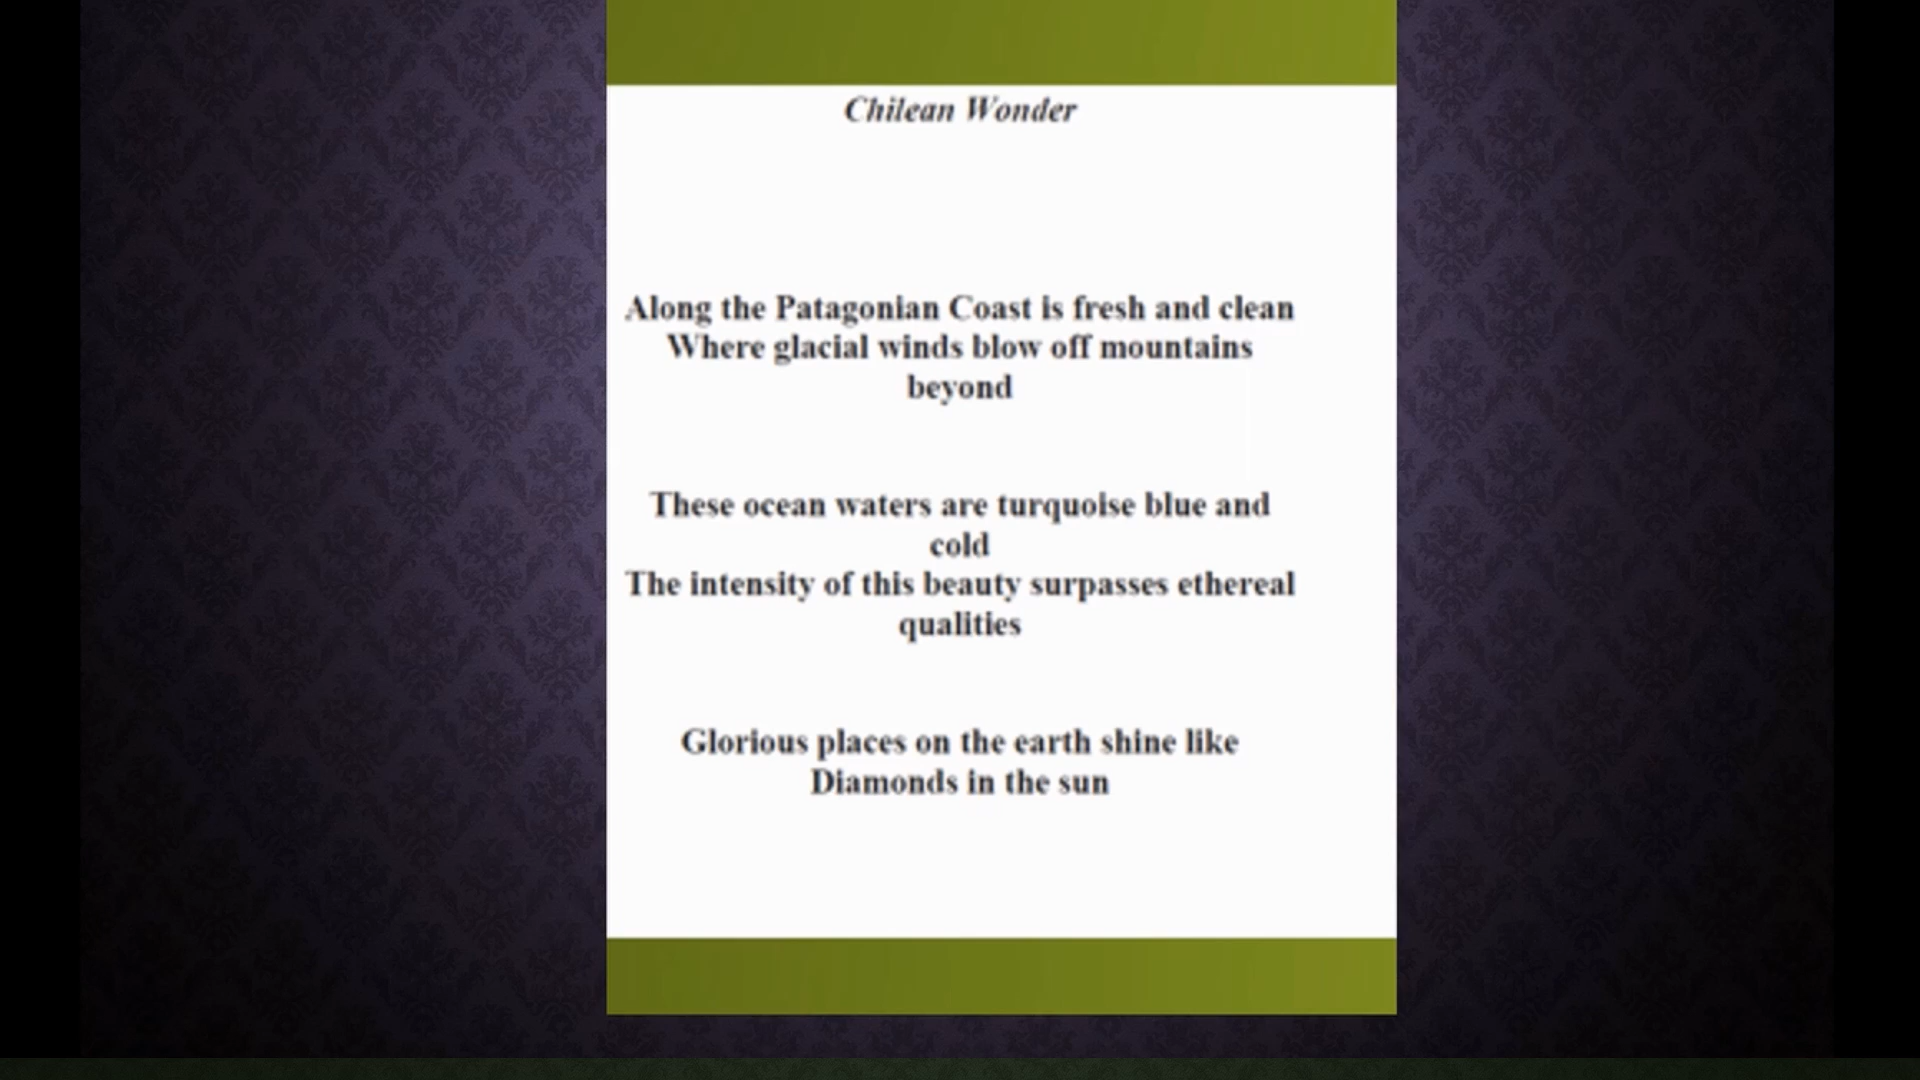 Chilean Wonder
Along the Patagonian Coast is fresh and clean
Where glacial winds blow off mountains
beyond
These ocean waters are turquoise blue and
cold
The intensity of this beauty surpasses ethereal
qualities
Glorious places on the earth shine like
Diamonds in the sun